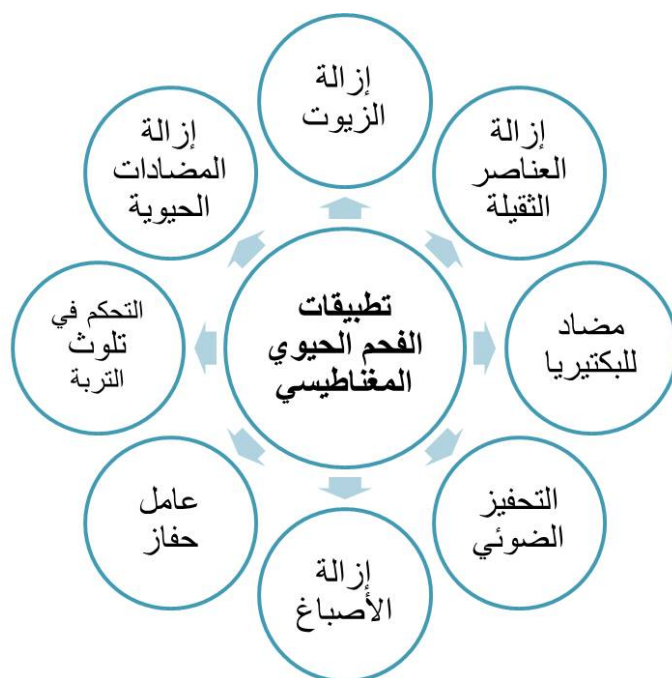 إزالة
الزيوت
إزالة
العناصر
الثقيلة
مضاد
للبكتيريا
التحفيز
الضوئي
إزالة
الأصباغ
عامل
حفاز
التحكم في
تلوث
التربة
إزالة
المضادات
الحيوية
تطبيقات
الفحم الحيوي
المغناطيسي